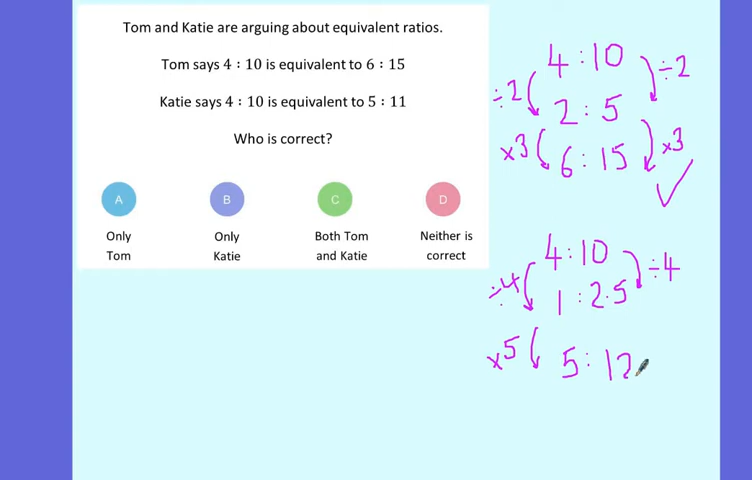 Tom and Katie are arguing about equivalent ratios.
Tom says 4 : 10 is equivalent to 6 : 15
Katie says 4 : 10 is equivalent to 5 : 11
Who is correct?
A
B
C
D
Only
Tom
Only
Katie
Both Tom
and Katie
Neither is
correct
4 : 10
÷2
÷2
2 : 5
×3
×3
6 : 15
4 : 10
÷4
÷4
1 : 2.5
×5
5 : 12